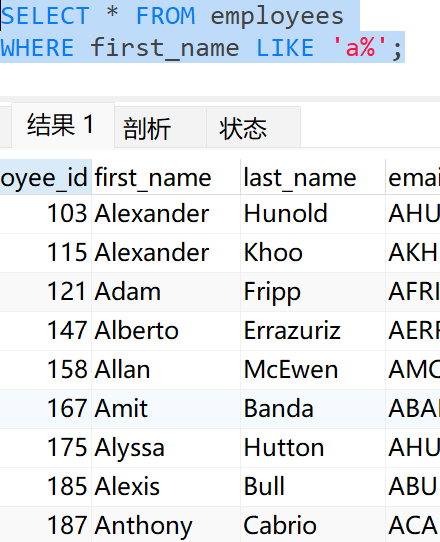 SELECT * FROM employees
WHERE first_name LIKE 'a%';
结果 1 剖析 状态
oyee_id first_name last_name emai
103 Alexander Hunold AHU
115 Alexander Khoo AKH
121 Adam Fripp AFRI
147 Alberto Errazuriz AERR
158 Allan McEwen AMC
167 Amit Banda ABA
175 Alyssa Hutton AHU
185 Alexis Bull ABU
187 Anthony Cabrio ACA